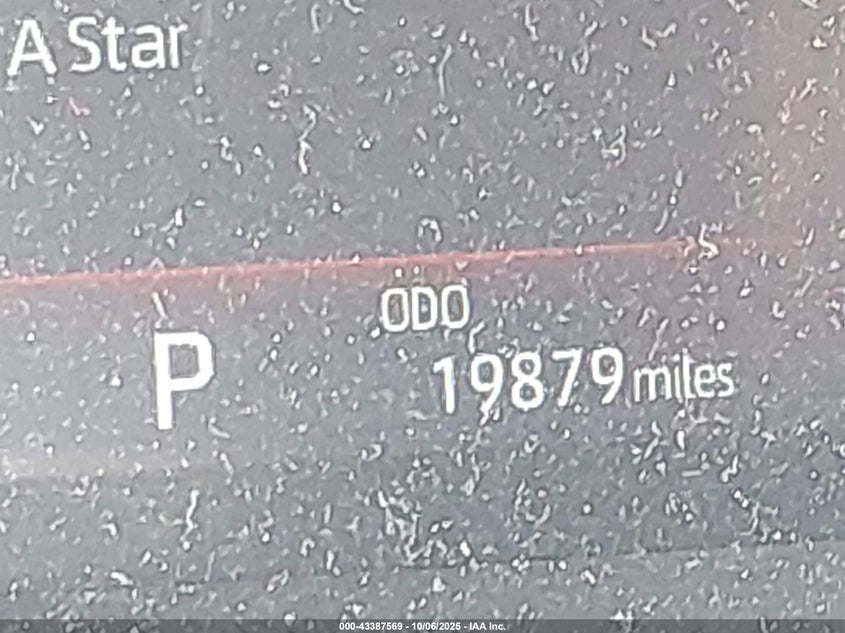 A Star
ODO
P
19879 miles
000-43387569 - 10/06/2025 - IAA Inc.